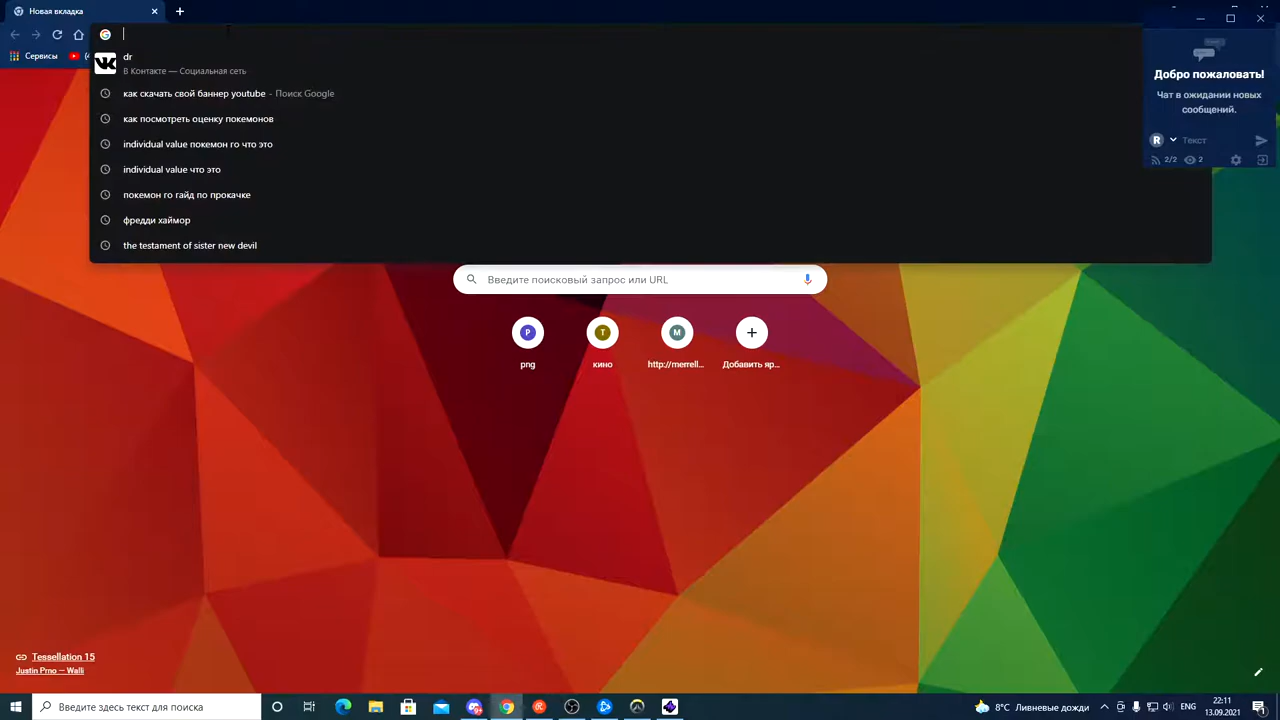 Новая вкладка
Сервисы
dr
В Контакте — Социальная сеть
как скачать свой баннер youtube - Поиск Google
как посмотреть оценку покемонов
individual value покемон го что это
individual value что это
покемон го гайд по прокачке
фредди хаймор
the testament of sister new devil
Добро пожаловать!
Чат в ожидании новых
сообщений.
R Текст
2/2 2
Введите поисковый запрос или URL
P T M
png кино http://merrell... Добавить яр...
Tessellation 15
Justin Prno — Walli
Введите здесь текст для поиска
8°C Ливневые дожди ENG
22:11
13.09.2021
1